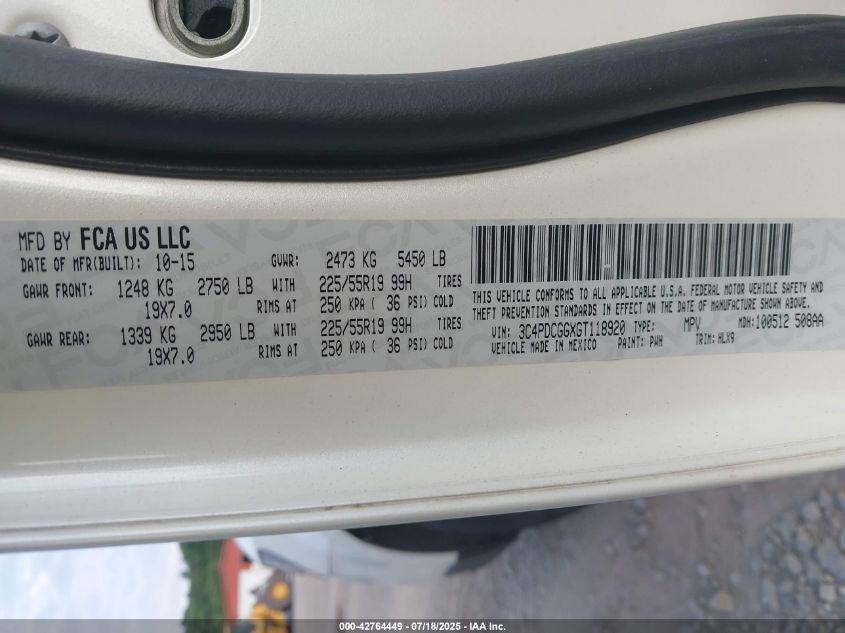 MFD BY FCA US LLC
DATE OF MFR(BUILT): 10-15 GVWR: 2473 KG 5450 LB
GAWR FRONT: 1248 KG 2750 LB WITH 225/55R19 99H TIRES
19X7.0 RIMS AT 250 KPA ( 36 PSI) COLD
GAWR REAR: 1339 KG 2950 LB WITH 225/55R19 99H TIRES
19X7.0 RIMS AT 250 KPA ( 36 PSI) COLD
THIS VEHICLE CONFORMS TO ALL APPLICABLE U.S.A. FEDERAL MOTOR VEHICLE SAFETY AND
THEFT PREVENTION STANDARDS IN EFFECT ON THE DATE OF MANUFACTURE SHOWN ABOVE
VIN: 3C4PDCGGXGT118920 TYPE: MPV MDH:100512 508AA
VEHICLE MADE IN MEXICO PAINT: PWH TRIM: HLX9
000-42764449 - 07/18/2025 - IAA Inc.